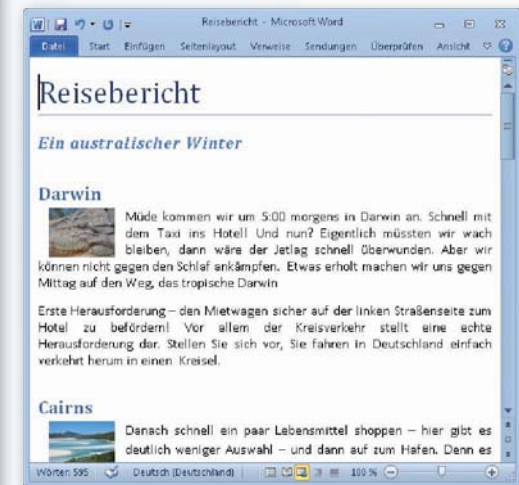 Reisebericht - Microsoft Word
Datei Start Einfügen Seitenlayout Verweise Sendungen Überprüfen Ansicht
Reisebericht
Ein australischer Winter
Darwin
Müde kommen wir um 5:00 morgens in Darwin an. Schnell mit
dem Taxi ins Hotel! Und nun? Eigentlich müssten wir wach
bleiben, dann wäre der Jetlag schnell überwunden. Aber wir
können nicht gegen den Schlaf ankämpfen. Etwas erholt machen wir uns gegen
Mittag auf den Weg, das tropische Darwin
Erste Herausforderung – den Mietwagen sicher auf der linken Straßenseite zum
Hotel zu befördern! Vor allem der Kreisverkehr stellt eine echte
Herausforderung dar. Stellen Sie sich vor, Sie fahren in Deutschland einfach
verkehrt herum in einen Kreisel.
Cairns
Danach schnell ein paar Lebensmittel shoppen – hier gibt es
deutlich weniger Auswahl – und dann auf zum Hafen. Denn es
Wörter: 595 Deutsch (Deutschland) 100 %